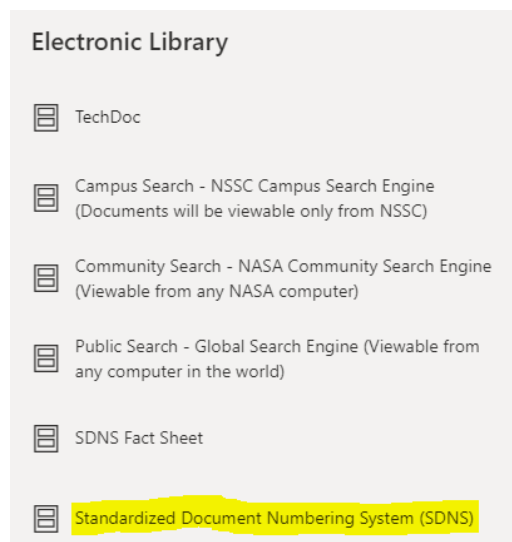 Electronic Library
TechDoc
Campus Search - NSSC Campus Search Engine
(Documents will be viewable only from NSSC)
Community Search - NASA Community Search Engine
(Viewable from any NASA computer)
Public Search - Global Search Engine (Viewable from
any computer in the world)
SDNS Fact Sheet
Standardized Document Numbering System (SDNS)